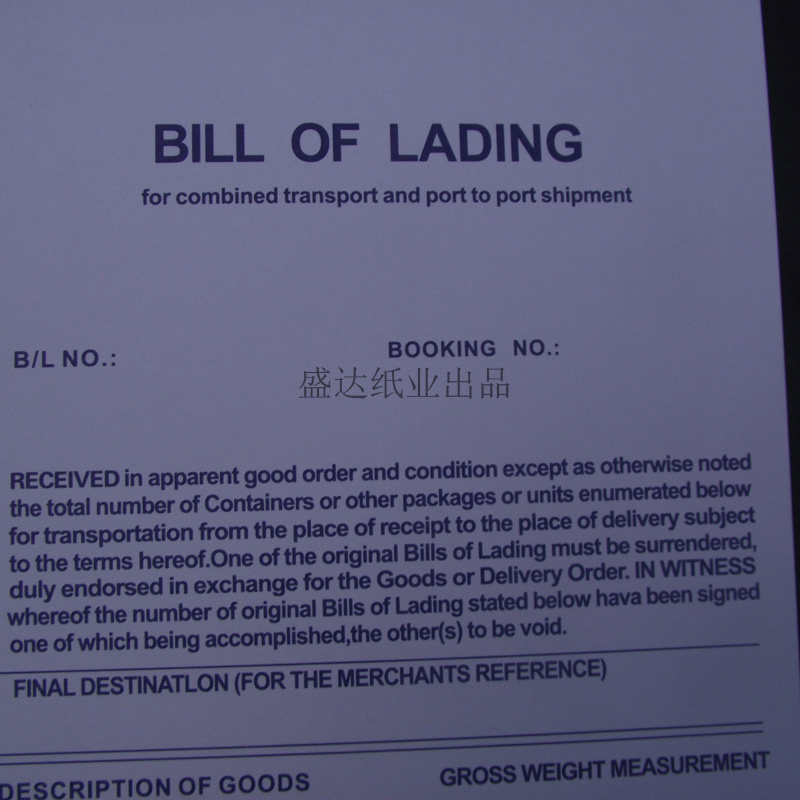 BILL OF LADING
for combined transport and port to port shipment
B/L NO.:
BOOKING NO.:
盛达纸业出品
RECEIVED in apparent good order and condition except as otherwise noted
the total number of Containers or other packages or units enumerated below
for transportation from the place of receipt to the place of delivery subject
to the terms hereof.One of the original Bills of Lading must be surrendered,
duly endorsed in exchange for the Goods or Delivery Order. IN WITNESS
whereof the number of original Bills of Lading stated below hava been signed
one of which being accomplished,the other(s) to be void.
FINAL DESTINATLON (FOR THE MERCHANTS REFERENCE)
DESCRIPTION OF GOODS
GROSS WEIGHT MEASUREMENT